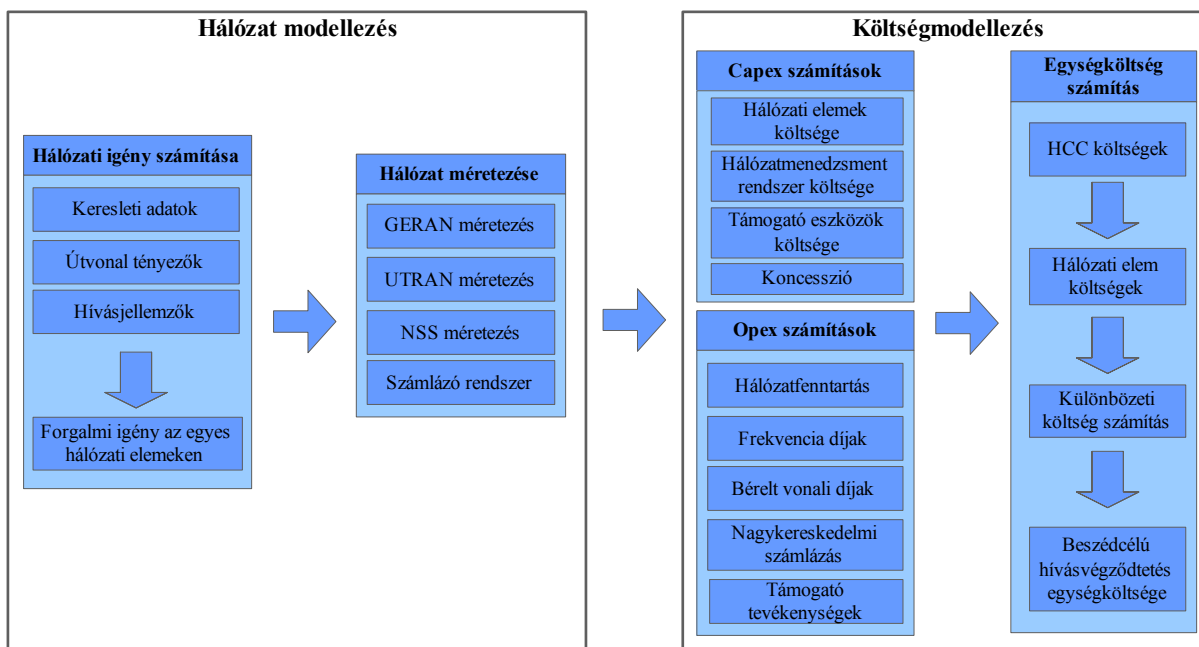 Hálózat modellezés
Hálózati igény számítása
Keresleti adatok
Útvonal tényezők
Hívásjellemzők
Forgalmi igény az egyes
hálózati elemeken
Hálózat méretezése
GERAN méretezés
UTRAN méretezés
NSS méretezés
Számlázó rendszer
Költségmodellezés
Capex számítások
Hálózati elemek
költsége
Hálózatmenedzsment
rendszer költsége
Támogató eszközök
költsége
Koncesszió
Opex számítások
Hálózatfenntartás
Frekvencia díjak
Bérelt vonali díjak
Nagykereskedelmi
számlázás
Támogató
tevékenységek
Egységköltség
számítás
HCC költségek
Hálózati elem
költségek
Különbözeti
költség számítás
Beszédcélú
hívásvégződtetés
egységköltsége